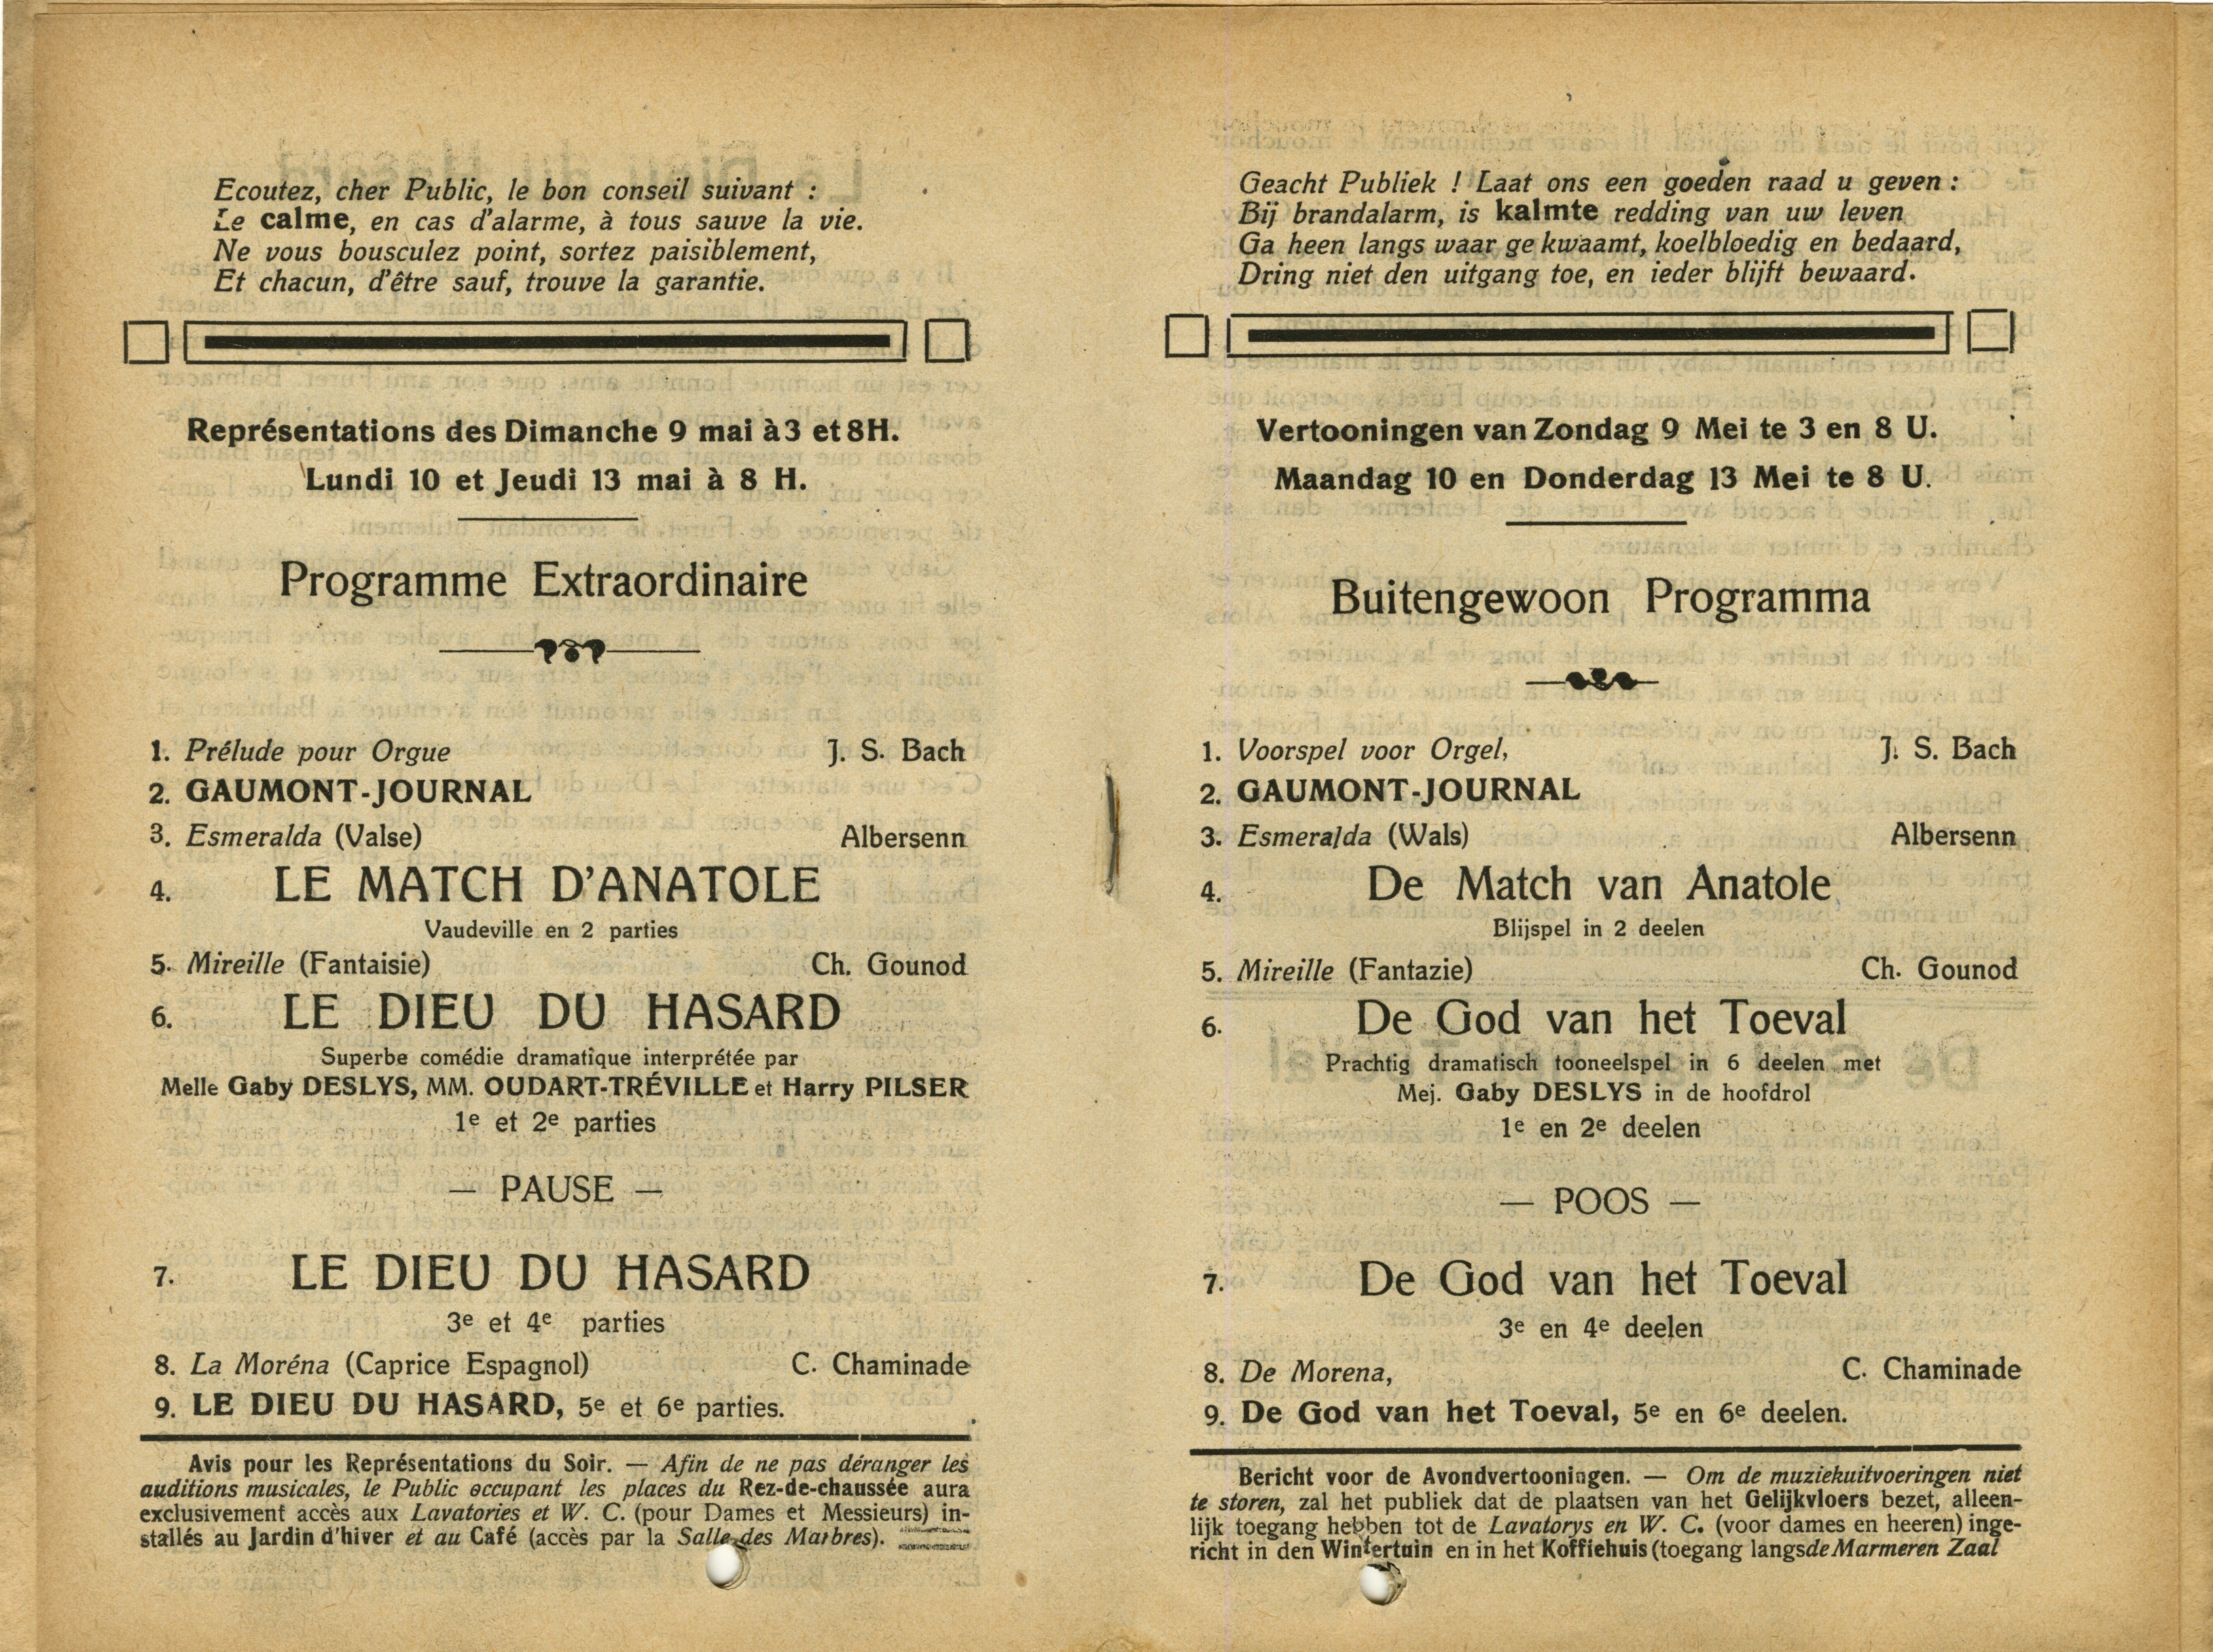 Ecoutez, cher Public, le bon conseil suivant :
Le calme, en cas d'alarme, à tous sauve la vie.
Ne vous bousculez point, sortez paisiblement,
Et chacun, d'être sauf, trouve la garantie.
Représentations des Dimanche 9 mai à 3 et 8 H.
Lundi 10 et Jeudi 13 mai à 8 H.
Programme Extraordinaire
1. Prélude pour Orgue J. S. Bach
2. GAUMONT-JOURNAL
3. Esmeralda (Valse) Albersenn
4. LE MATCH D'ANATOLE
Vaudeville en 2 parties
5. Mireille (Fantaisie) Ch. Gounod
6. LE DIEU DU HASARD
Superbe comédie dramatique interprétée par
Melle Gaby DESLYS, MM. OUDART-TRÉVILLE et Harry PILSER
1e et 2e parties
— PAUSE —
7. LE DIEU DU HASARD
3e et 4e parties
8. La Moréna (Caprice Espagnol) C. Chaminade
9. LE DIEU DU HASARD, 5e et 6e parties.
Avis pour les Représentations du Soir. — Afin de ne pas déranger les
auditions musicales, le Public occupant les places du Rez-de-chaussée aura
exclusivement accès aux Lavatories et W. C. (pour Dames et Messieurs) in-
stallés au Jardin d'hiver et au Café (accès par la Salle des Marbres).
Geacht Publiek ! Laat ons een goeden raad u geven :
Bij brandalarm, is kalmte redding van uw leven
Ga heen langs waar ge kwaamt, koelbloedig en bedaard,
Dring niet den uitgang toe, en ieder blijft bewaard.
Vertooningen van Zondag 9 Mei te 3 en 8 U.
Maandag 10 en Donderdag 13 Mei te 8 U.
Buitengewoon Programma
1. Voorspel voor Orgel, J. S. Bach
2. GAUMONT-JOURNAL
3. Esmeralda (Wals) Albersenn
4. De Match van Anatole
Blijspel in 2 deelen
5. Mireille (Fantazie) Ch. Gounod
6. De God van het Toeval
Prachtig dramatisch tooneelspel in 6 deelen met
Mej. Gaby DESLYS in de hoofdrol
1e en 2e deelen
— POOS —
7. De God van het Toeval
3e en 4e deelen
8. De Morena, C. Chaminade
9. De God van het Toeval, 5e en 6e deelen.
Bericht voor de Avondvertooningen. — Om de muziekuitvoeringen niet
te storen, zal het publiek dat de plaatsen van het Gelijkvloers bezet, alleen-
lijk toegang hebben tot de Lavatorys en W. C. (voor dames en heeren) inge-
richt in den Wintertuin en in het Koffiehuis (toegang langs de Marmeren Zaal